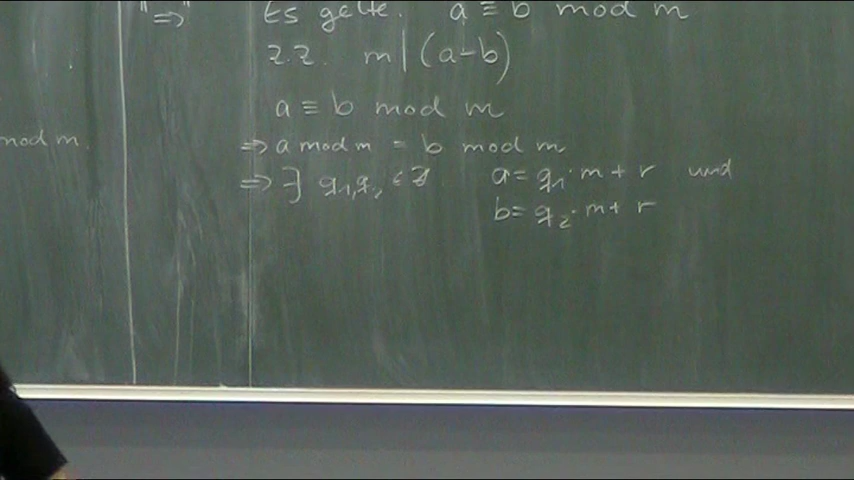 "⇒" Es gelte: a ≡ b mod m
z.z. m | (a-b)
a ≡ b mod m
mod m.
⇒ a mod m = b mod m
⇒ ∃ q₁,q₂ ∈ ℤ a = q₁ · m + r und
b = q₂ · m + r